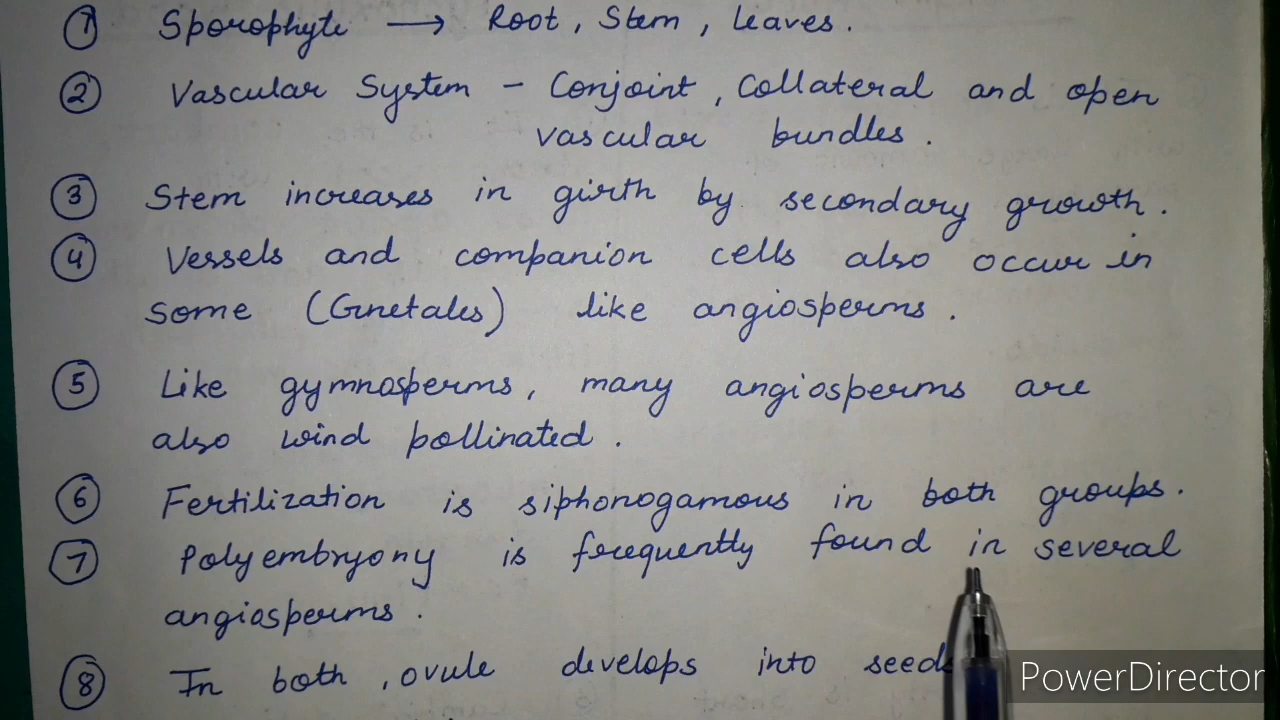 ① Sporophyte → Root, Stem, Leaves.
② Vascular System - Conjoint, Collateral and open
vascular bundles.
③ Stem increases in girth by secondary growth.
④ Vessels and companion cells also occur in
some (Gnetales) like angiosperms.
⑤ Like gymnosperms, many angiosperms are
also wind pollinated.
⑥ Fertilization is siphonogamous in both groups.
⑦ Polyembryony is frequently found in several
angiosperms.
⑧ In both, ovule develops into seeds
PowerDirector